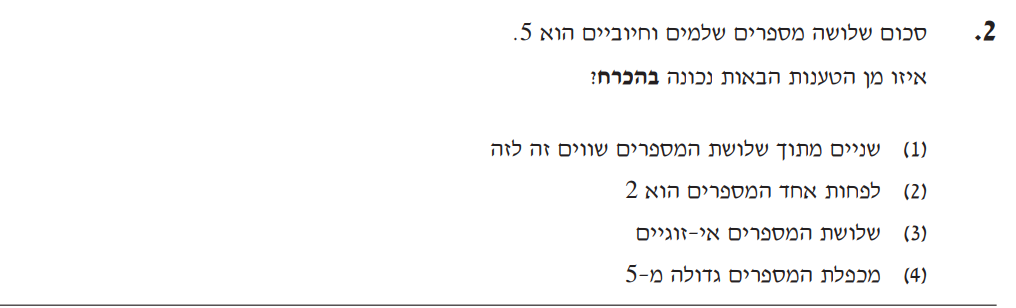 2. סכום שלושה מספרים שלמים וחיוביים הוא 5.
איזו מן הטענות הבאות נכונה בהכרח?
(1) שניים מתוך שלושת המספרים שווים זה לזה
(2) לפחות אחד המספרים הוא 2
(3) שלושת המספרים אי-זוגיים
(4) מכפלת המספרים גדולה מ-5